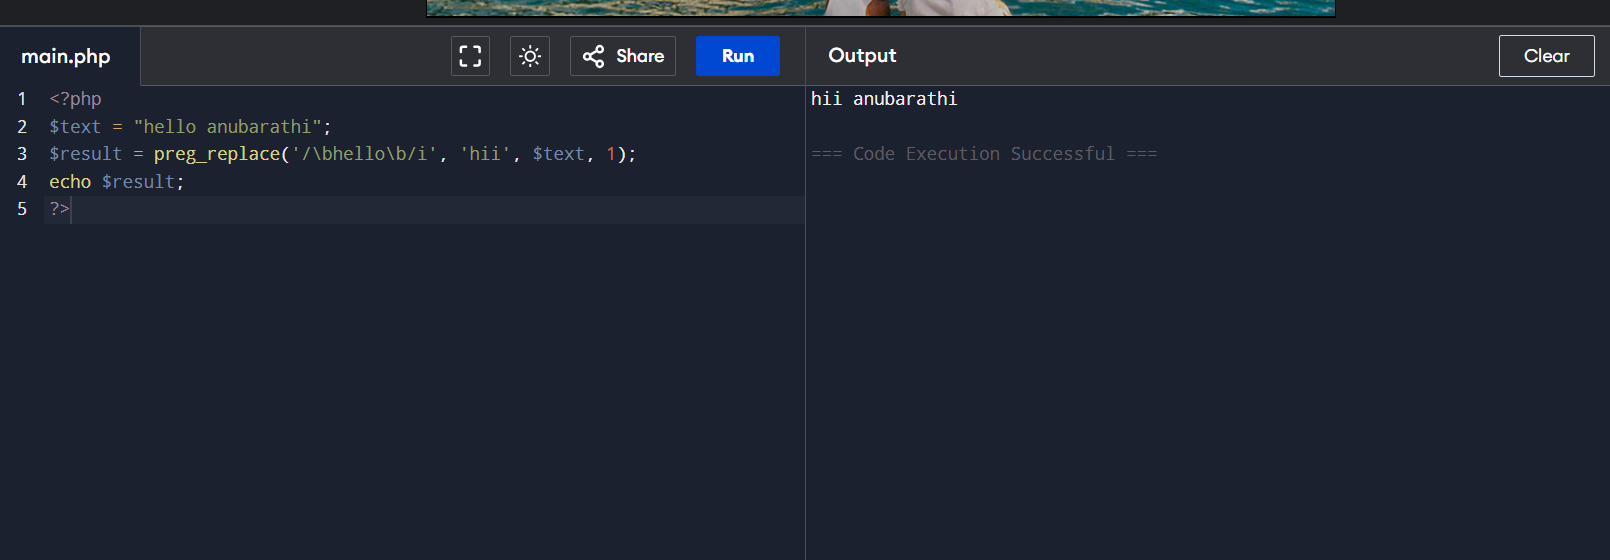 main.php
Share
Run
Output
Clear
1 <?php
2 $text = "hello anubarathi";
3 $result = preg_replace('/\bhello\b/i', 'hii', $text, 1);
4 echo $result;
5 ?>
hii anubarathi
=== Code Execution Successful ===